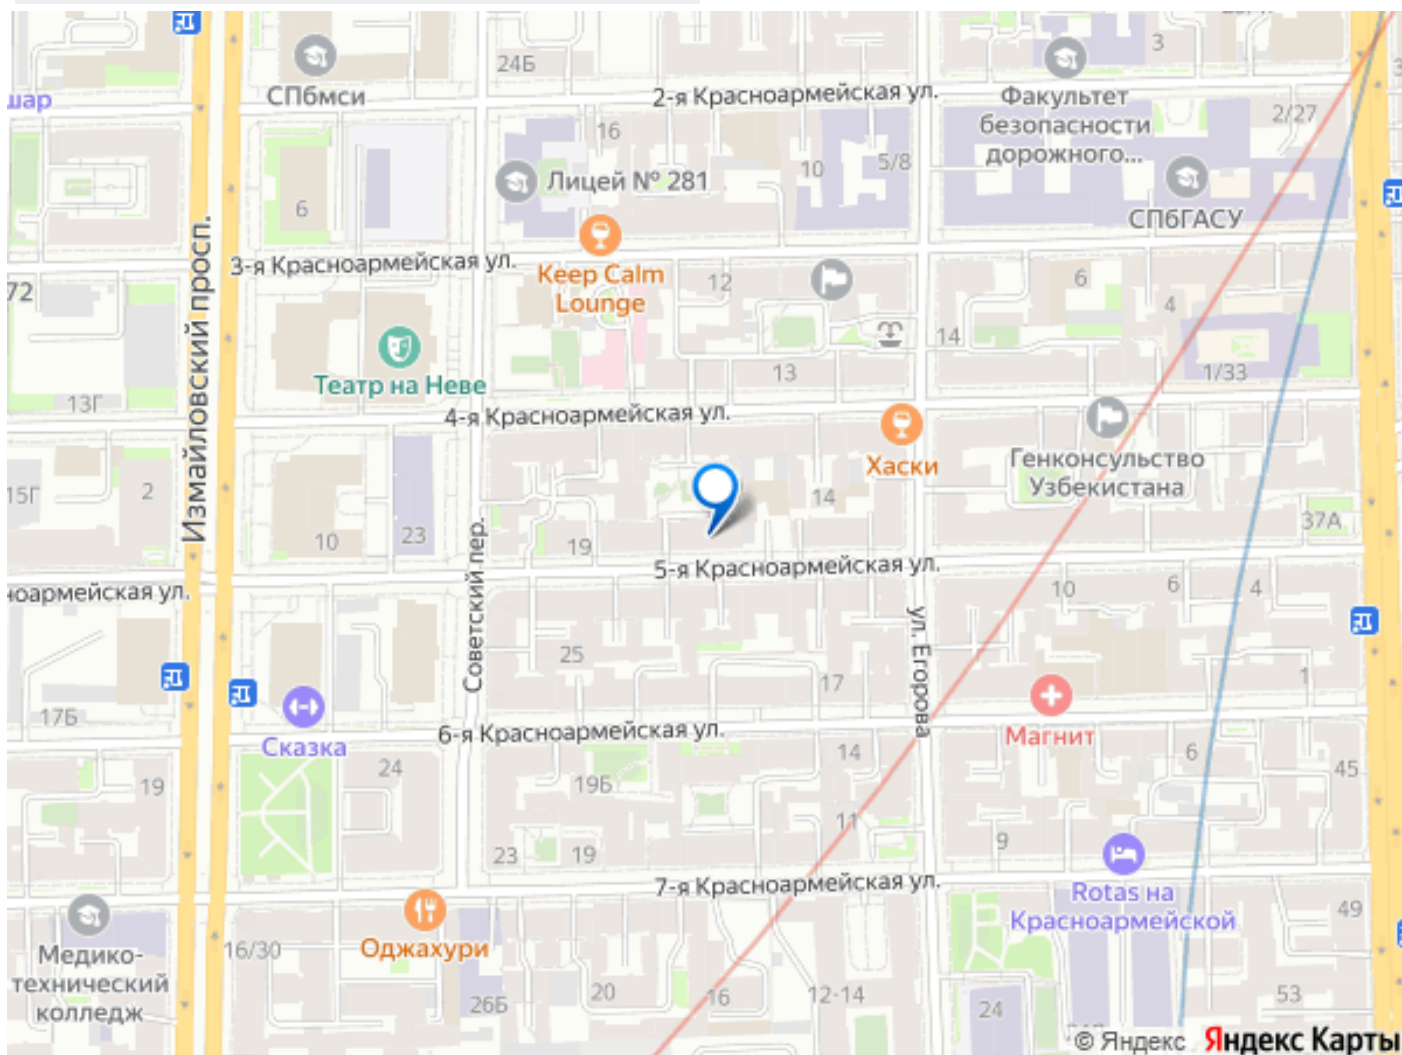 24Б
3
2-я Красноармейская ул.
СПбмси
шар
Факультет
безопасности
дорожного...
2/27
16
10
5/8
Лицей № 281
6
СПбГАСУ
Измайловский просп.
3-я Красноармейская ул.
Keep Calm
Lounge
12
6
4
72
14
Театр на Неве
13
1/33
13Г
4-я Красноармейская ул.
Хаски
Генконсульство
Узбекистана
15Г
2
14
37А
10
23
19
Советский пер.
5-я Красноармейская ул.
ноармейская ул.
10
6
4
ул. Егорова
25
17
1
17Б
Сказка
6-я Красноармейская ул.
Магнит
14
6
24
19Б
45
19
11
9
23
19
7-я Красноармейская ул.
Rotas на
Красноармейской
49
Медико-
технический
колледж
16/30
Оджахури
26Б
20
16
12-14
24
53
© Яндекс Яндекс Карты